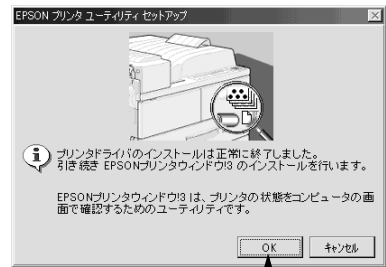 EPSON プリンタ ユーティリティ セットアップ
プリンタドライバのインストールは正常に終了しました。
引き続き EPSONプリンタウィンドウ!3 のインストールを行います。
EPSONプリンタウィンドウ!3 は、プリンタの状態をコンピュータの画
面で確認するためのユーティリティです。
OK
キャンセル